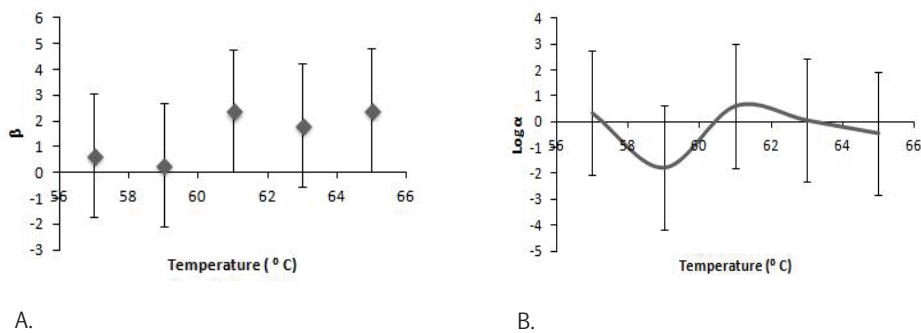 6
5
4
3
2
1
0
-1
-2
-3
β
56 58 60 62 64 66
Temperature ( ⁰ C)
A.
4
3
2
1
0
-1
-2
-3
-4
-5
Log α
56 58 60 62 64 66
Temperature (⁰ C)
B.